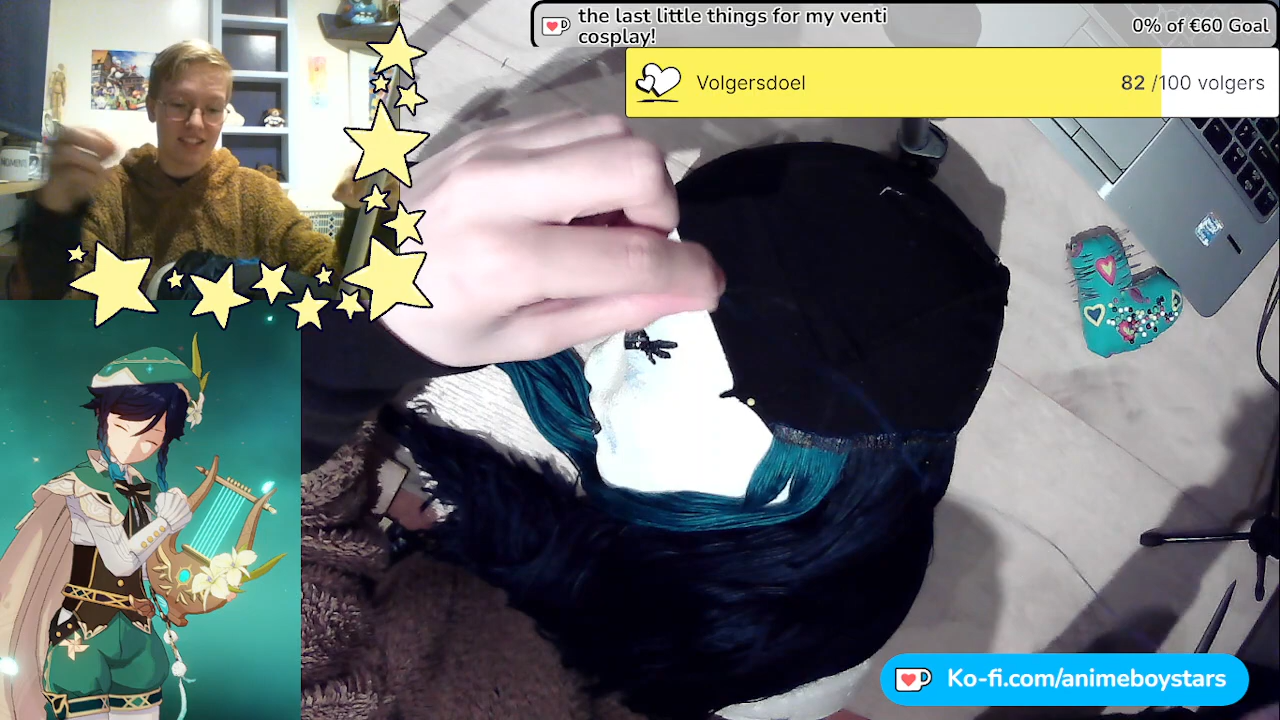 the last little things for my venti
cosplay!
0% of €60 Goal
Volgersdoel
82 /100 volgers
Ko-fi.com/animeboystars